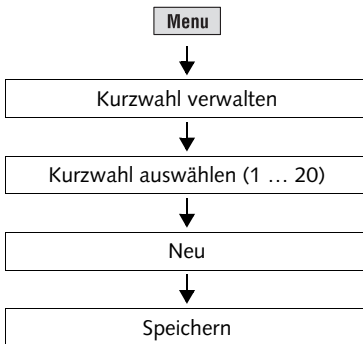 Menu
Kurzwahl verwalten
Kurzwahl auswählen (1 … 20)
Neu
Speichern